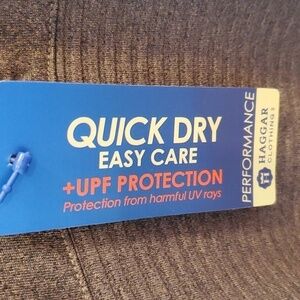 QUICK DRY
EASY CARE
+UPF PROTECTION
Protection from harmful UV rays
PERFORMANCE
HAGGAR
CLOTHING